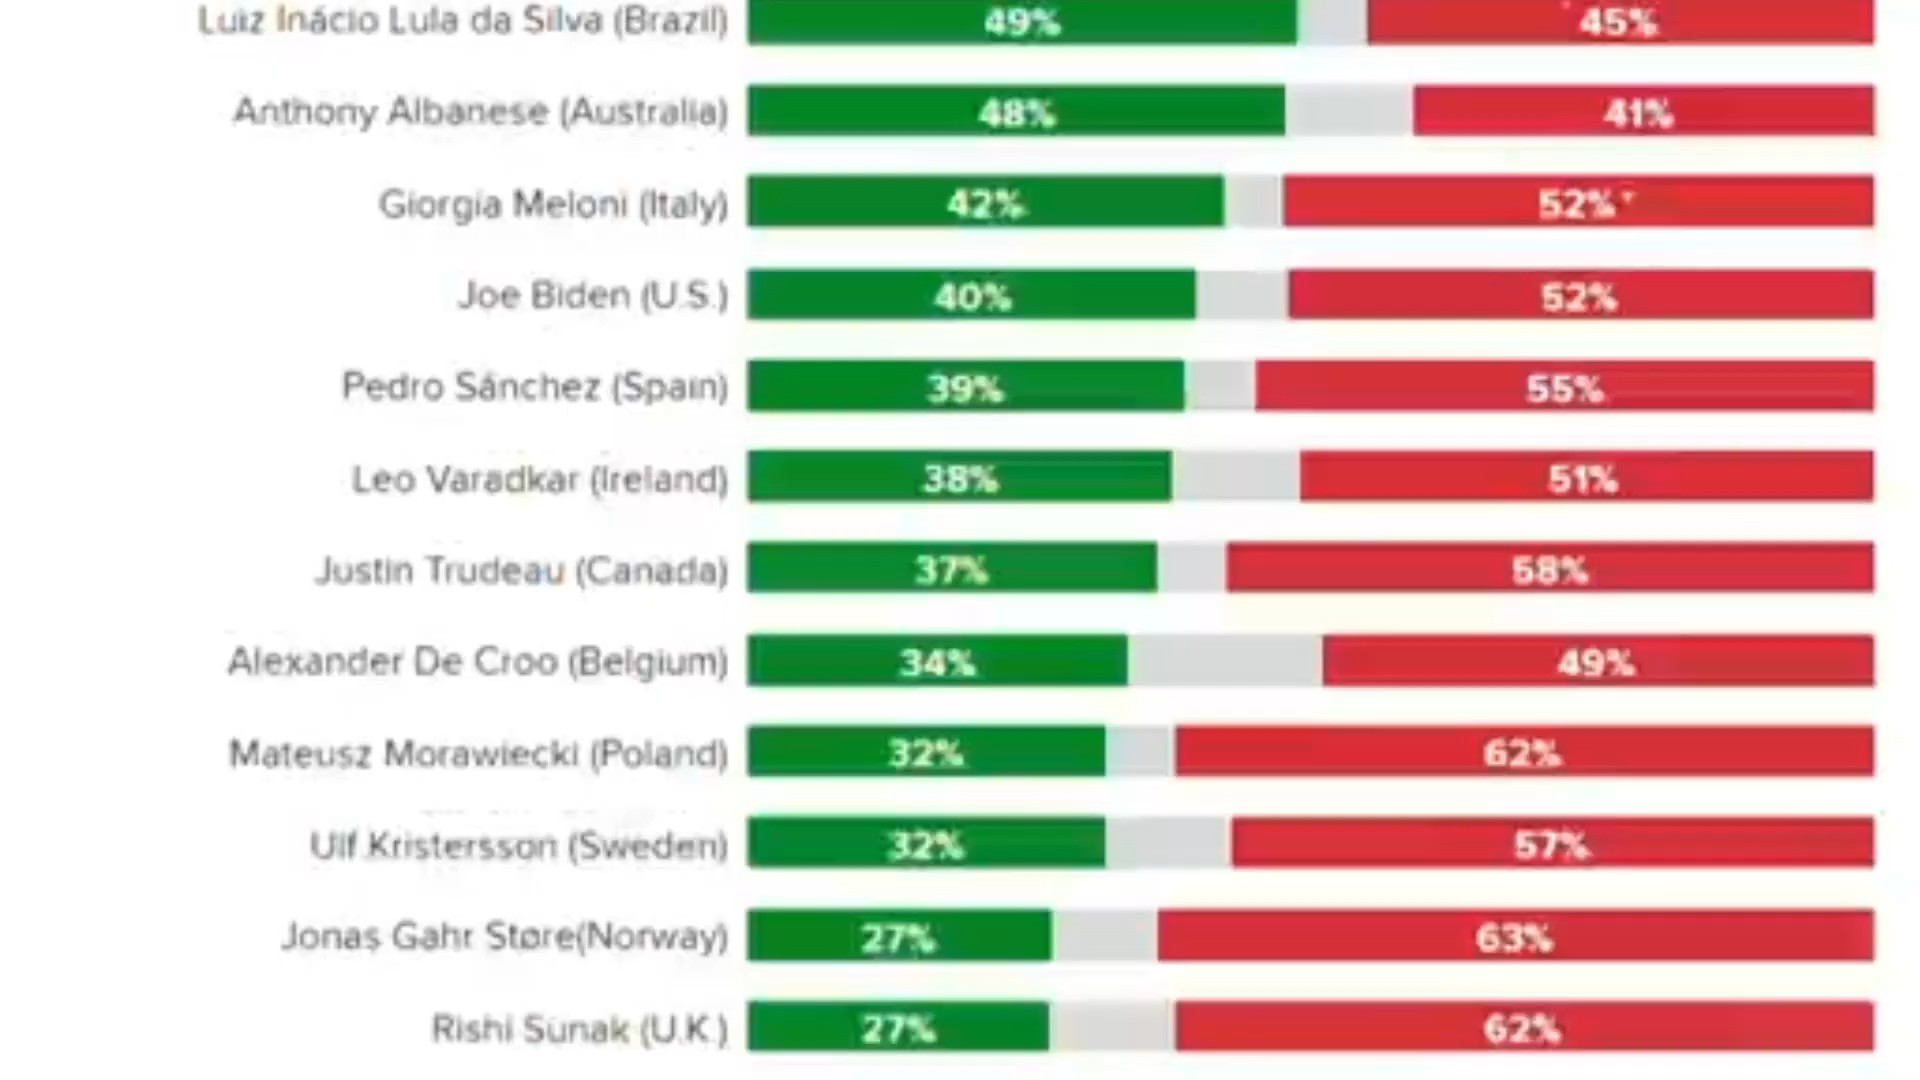 Luiz Inácio Lula da Silva (Brazil) 49% 45%
Anthony Albanese (Australia) 48% 41%
Giorgia Meloni (Italy) 42% 52%
Joe Biden (U.S.) 40% 52%
Pedro Sánchez (Spain) 39% 55%
Leo Varadkar (Ireland) 38% 51%
Justin Trudeau (Canada) 37% 58%
Alexander De Croo (Belgium) 34% 49%
Mateusz Morawiecki (Poland) 32% 62%
Ulf Kristersson (Sweden) 32% 57%
Jonas Gahr Støre(Norway) 27% 63%
Rishi Sunak (U.K.) 27% 62%